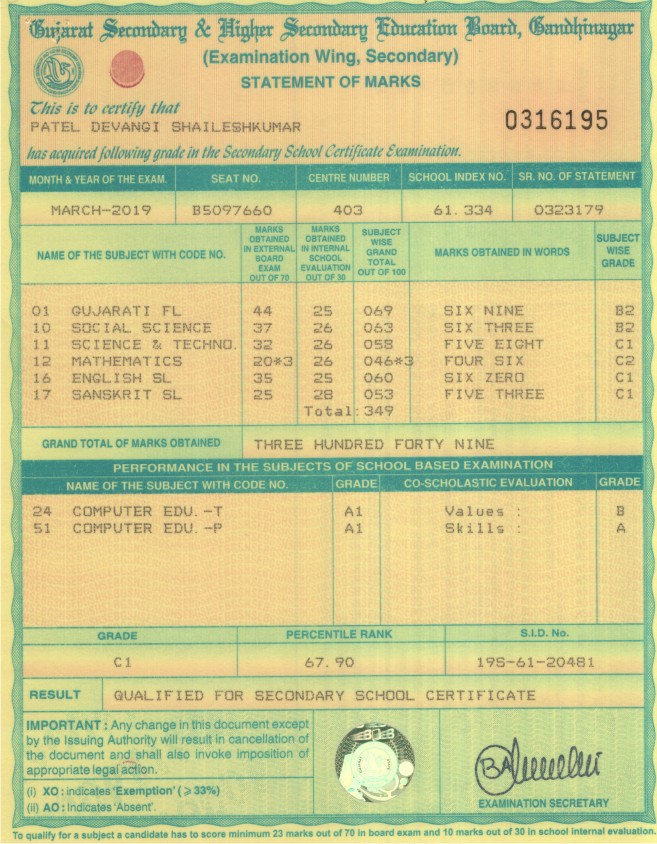 Gujarat Secondary & Higher Secondary Education Board, Gandhinagar
(Examination Wing, Secondary)
STATEMENT OF MARKS
This is to certify that
PATEL DEVANGI SHAILESHKUMAR
0316195
has acquired following grade in the Secondary School Certificate Examination.
MONTH & YEAR OF THE EXAM. SEAT NO. CENTRE NUMBER SCHOOL INDEX NO. SR. NO. OF STATEMENT
MARCH-2019 B5097660 403 61.334 0323179
NAME OF THE SUBJECT WITH CODE NO. MARKS OBTAINED IN EXTERNAL BOARD EXAM OUT OF 70 MARKS OBTAINED IN INTERNAL SCHOOL EVALUATION OUT OF 30 SUBJECT WISE GRAND TOTAL OUT OF 100 MARKS OBTAINED IN WORDS SUBJECT WISE GRADE
01 GUJARATI FL 44 25 069 SIX NINE B2
10 SOCIAL SCIENCE 37 26 063 SIX THREE B2
11 SCIENCE & TECHNO. 32 26 058 FIVE EIGHT C1
12 MATHEMATICS 20*3 26 046*3 FOUR SIX C2
16 ENGLISH SL 35 25 060 SIX ZERO C1
17 SANSKRIT SL 25 28 053 FIVE THREE C1
Total:349
GRAND TOTAL OF MARKS OBTAINED THREE HUNDRED FORTY NINE
PERFORMANCE IN THE SUBJECTS OF SCHOOL BASED EXAMINATION
NAME OF THE SUBJECT WITH CODE NO. GRADE CO-SCHOLASTIC EVALUATION GRADE
24 COMPUTER EDU.-T A1 Values : B
51 COMPUTER EDU.-P A1 Skills : A
GRADE PERCENTILE RANK S.I.D. No.
C1 67.90 19S-61-20481
RESULT QUALIFIED FOR SECONDARY SCHOOL CERTIFICATE
IMPORTANT : Any change in this document except
by the Issuing Authority will result in cancellation of
the document and shall also invoke imposition of
appropriate legal action.
(i) XO : indicates 'Exemption' (⩾ 33%)
(ii) AO : Indicates 'Absent'.
EXAMINATION SECRETARY
To qualify for a subject a candidate has to score minimum 23 marks out of 70 in board exam and 10 marks out of 30 in school internal evaluation.